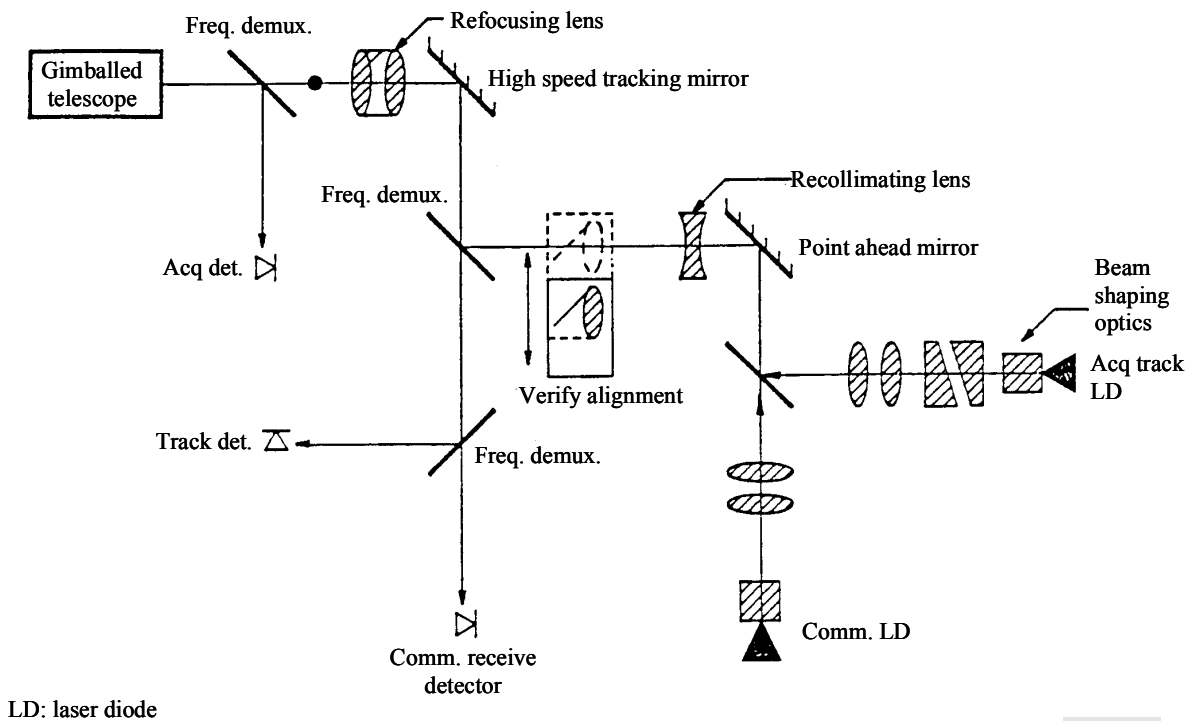 Freq. demux.
Refocusing lens
Gimballed
telescope
High speed tracking mirror
Freq. demux.
Recollimating lens
Acq det.
Point ahead mirror
Beam
shaping
optics
Acq track
LD
Verify alignment
Track det.
Freq. demux.
Comm. LD
Comm. receive
detector
LD: laser diode